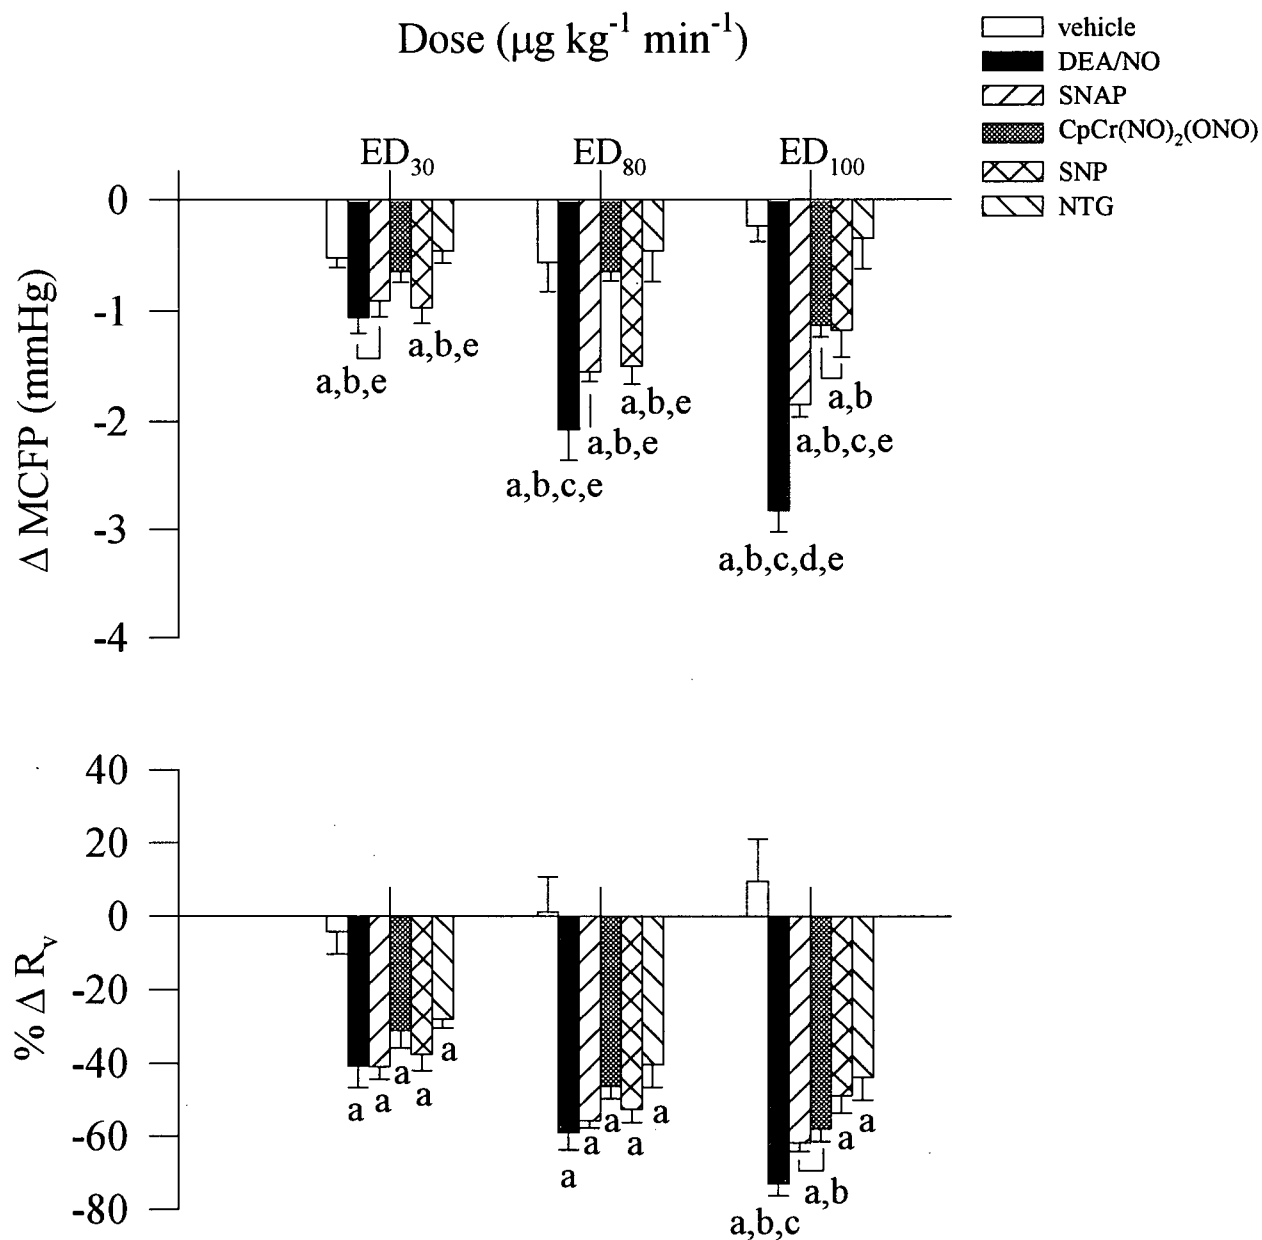 Dose (μg kg⁻¹ min⁻¹)
vehicle
DEA/NO
SNAP
CpCr(NO)₂(ONO)
SNP
NTG
ED₃₀
ED₈₀
ED₁₀₀
Δ MCFP (mmHg)
0
-1
-2
-3
-4
a,b,e
a,b,e
a,b,c,e
a,b,e
a,b,e
a,b,c,d,e
a,b,c,e
a,b
% Δ Rᵥ
40
20
0
-20
-40
-60
-80
a
a
a
a
a
a
a
a
a
a
a,b,c
a,b
a
a